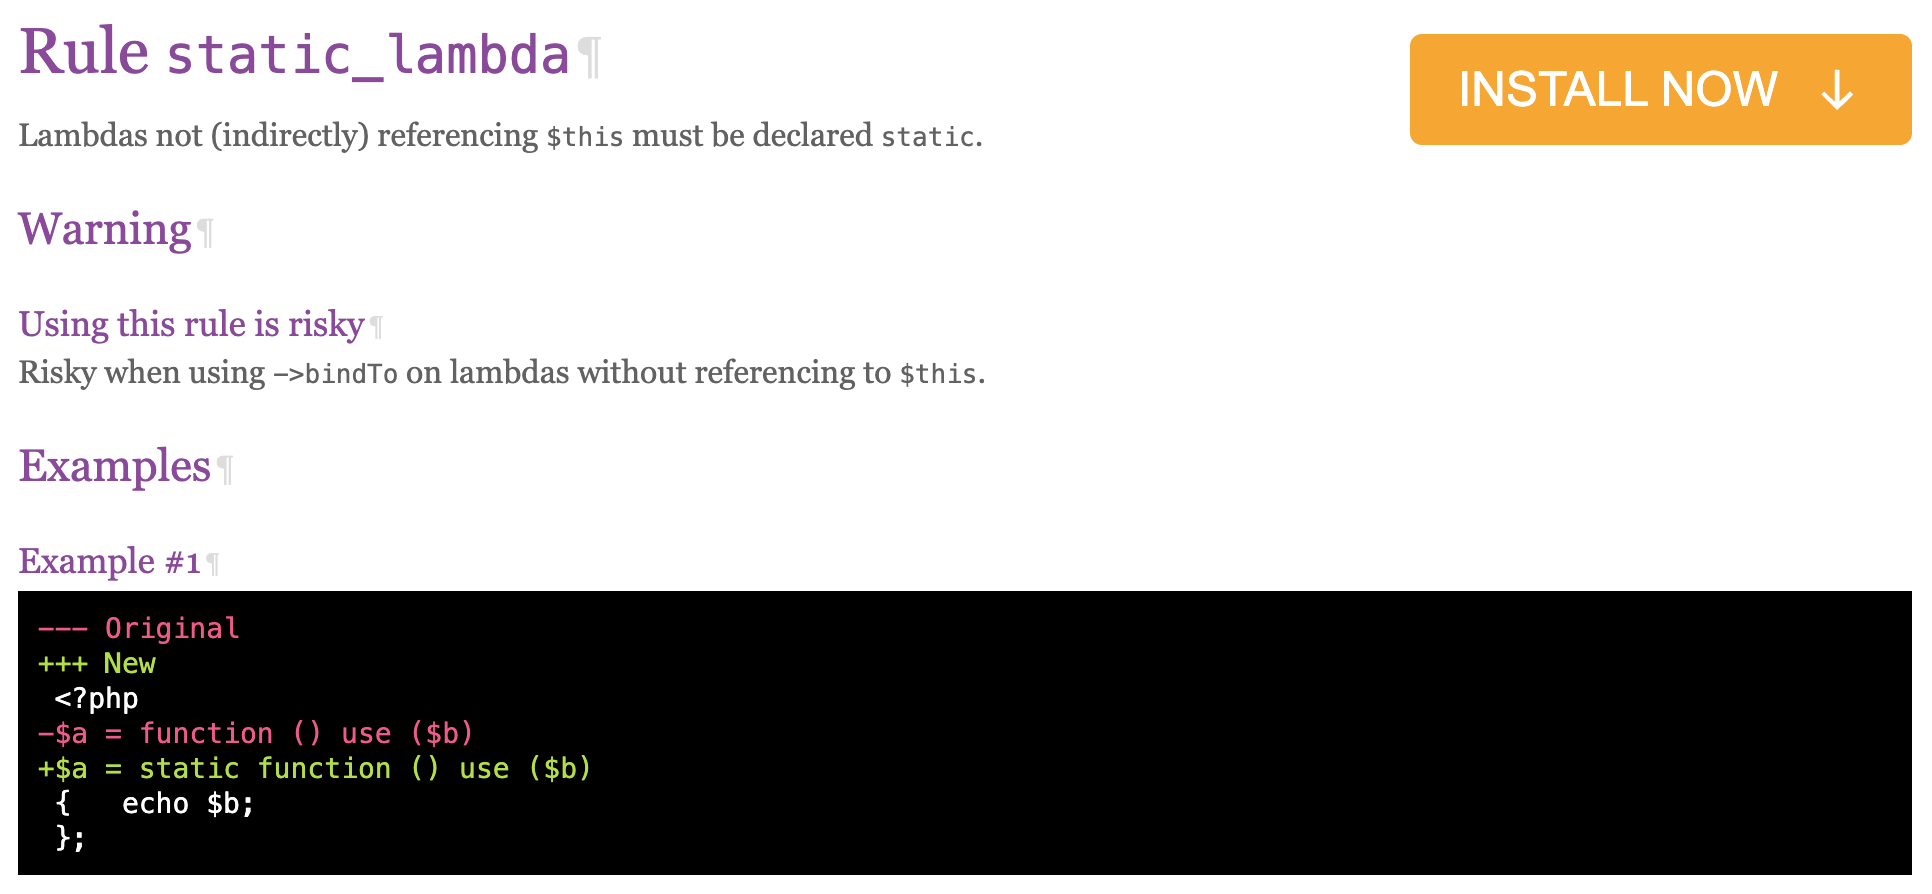 Rule static_lambda¶
INSTALL NOW ↓
Lambdas not (indirectly) referencing $this must be declared static.
Warning¶
Using this rule is risky¶
Risky when using ->bindTo on lambdas without referencing to $this.
Examples¶
Example #1¶
--- Original
+++ New
 <?php
-$a = function () use ($b)
+$a = static function () use ($b)
 {   echo $b;
 };